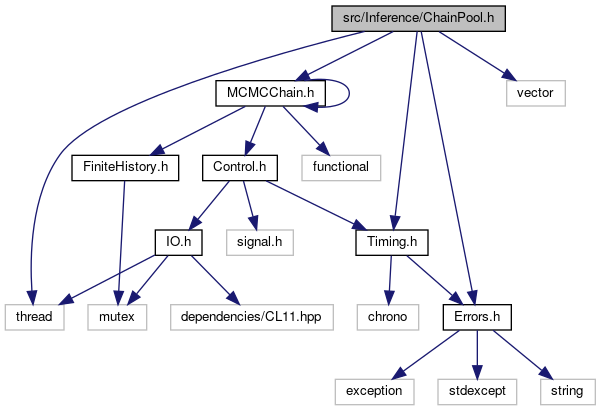 src/Inference/ChainPool.h
MCMCChain.h
vector
FiniteHistory.h
Control.h
functional
IO.h
signal.h
Timing.h
thread
mutex
dependencies/CL11.hpp
chrono
Errors.h
exception
stdexcept
string